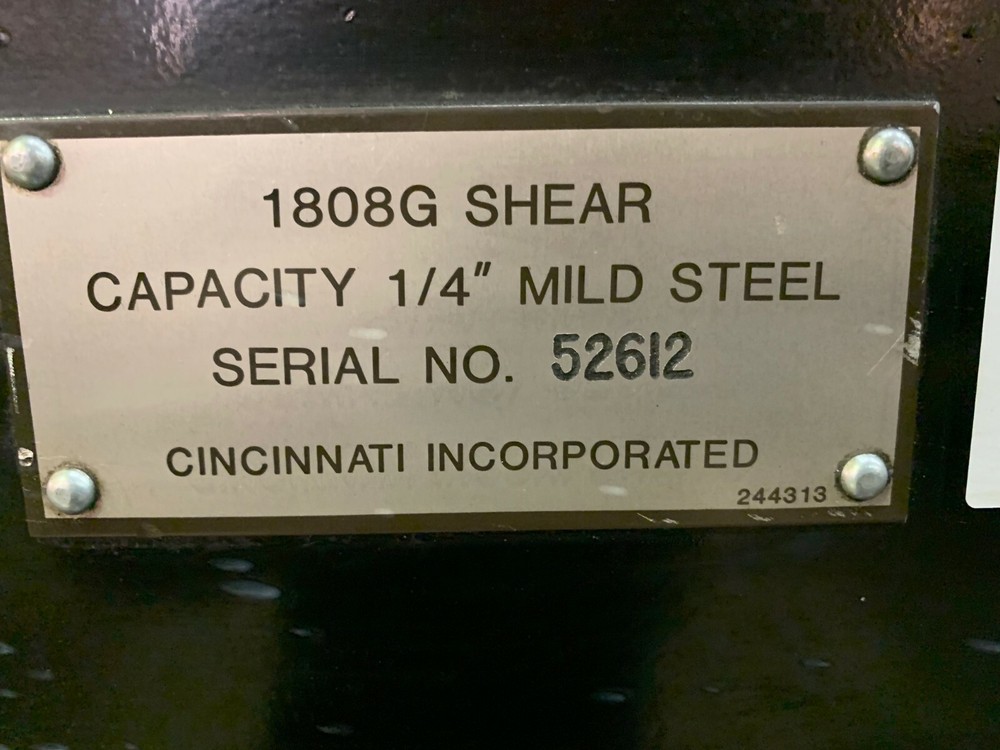 1808G SHEAR
CAPACITY 1/4" MILD STEEL
SERIAL NO. 52612
CINCINNATI INCORPORATED
244313